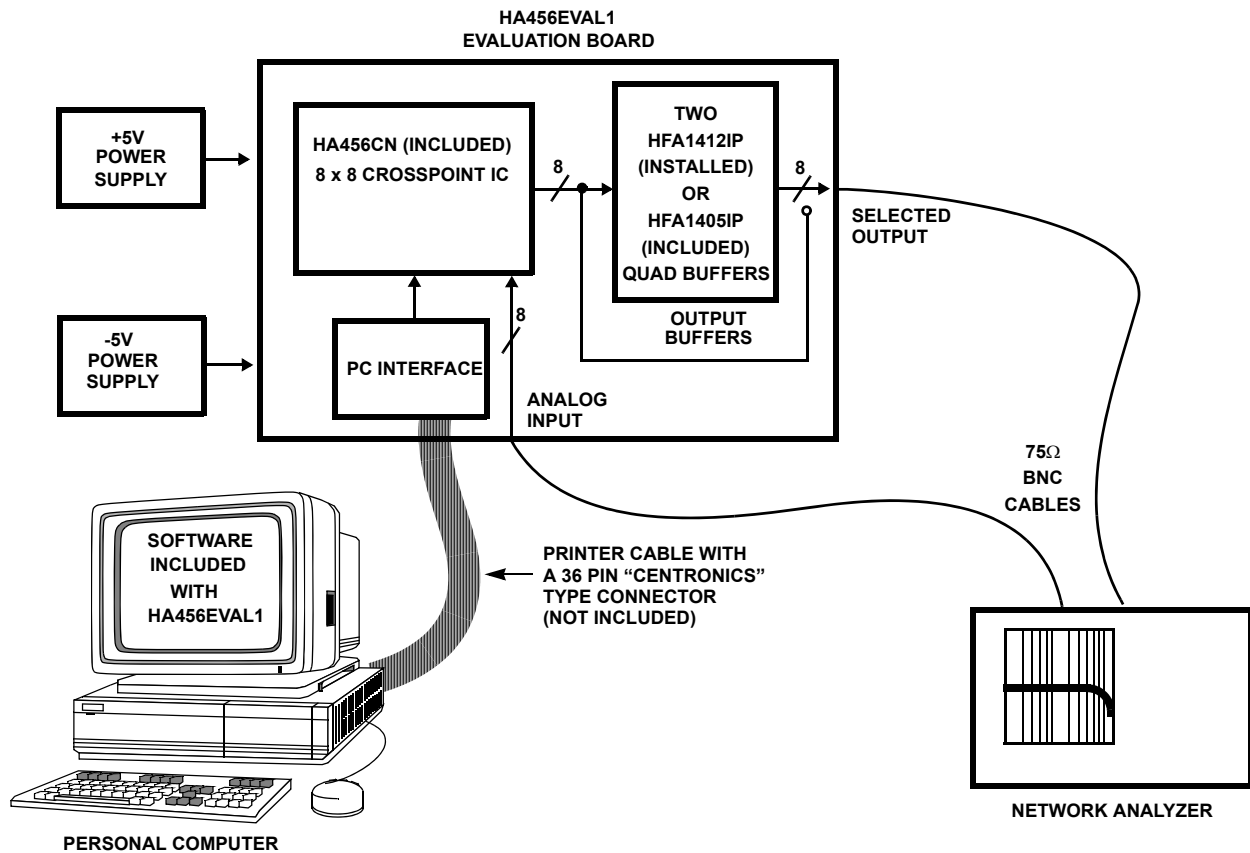 HA456EVAL1
EVALUATION BOARD
+5V
POWER
SUPPLY
HA456CN (INCLUDED)
8 x 8 CROSSPOINT IC
8
TWO
HFA1412IP
(INSTALLED)
OR
HFA1405IP
(INCLUDED)
QUAD BUFFERS
8
SELECTED
OUTPUT
OUTPUT
BUFFERS
-5V
POWER
SUPPLY
PC INTERFACE
8
ANALOG
INPUT
75Ω
BNC
CABLES
SOFTWARE
INCLUDED
WITH
HA456EVAL1
PRINTER CABLE WITH
A 36 PIN “CENTRONICS”
TYPE CONNECTOR
(NOT INCLUDED)
NETWORK ANALYZER
PERSONAL COMPUTER